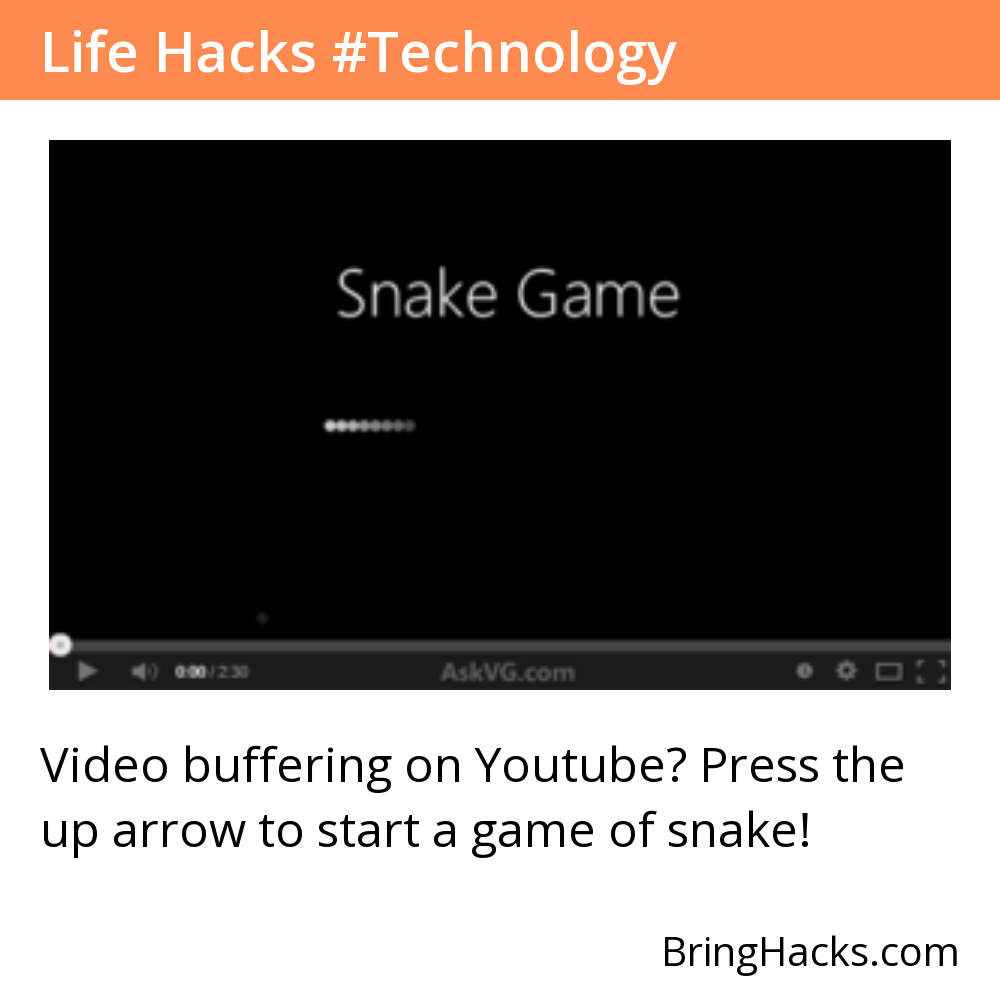 Life Hacks #Technology
Snake Game
0:00 / 2:30
AskVG.com
Video buffering on Youtube? Press the
up arrow to start a game of snake!
BringHacks.com